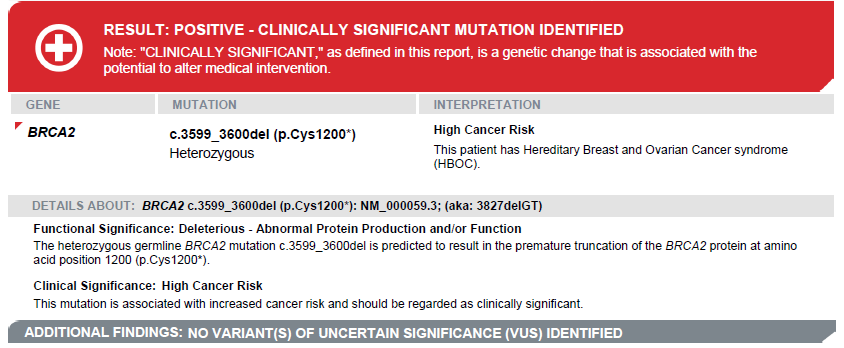 RESULT: POSITIVE - CLINICALLY SIGNIFICANT MUTATION IDENTIFIED
Note: "CLINICALLY SIGNIFICANT," as defined in this report, is a genetic change that is associated with the
potential to alter medical intervention.
GENE MUTATION INTERPRETATION
BRCA2 c.3599_3600del (p.Cys1200*) High Cancer Risk
Heterozygous This patient has Hereditary Breast and Ovarian Cancer syndrome
(HBOC).
DETAILS ABOUT: BRCA2 c.3599_3600del (p.Cys1200*): NM_000059.3; (aka: 3827delGT)
Functional Significance: Deleterious - Abnormal Protein Production and/or Function
The heterozygous germline BRCA2 mutation c.3599_3600del is predicted to result in the premature truncation of the BRCA2 protein at amino
acid position 1200 (p.Cys1200*).
Clinical Significance: High Cancer Risk
This mutation is associated with increased cancer risk and should be regarded as clinically significant.
ADDITIONAL FINDINGS: NO VARIANT(S) OF UNCERTAIN SIGNIFICANCE (VUS) IDENTIFIED